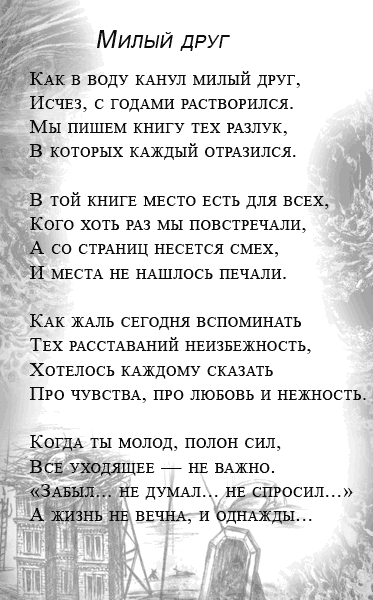 Милый друг
Как в воду канул милый друг,
Исчез, с годами растворился.
Мы пишем книгу тех разлук,
В которых каждый отразился.
В той книге место есть для всех,
Кого хоть раз мы повстречали,
А со страниц несется смех,
И места не нашлось печали.
Как жаль сегодня вспоминать
Тех расставаний неизбежность,
Хотелось каждому сказать
Про чувства, про любовь и нежность.
Когда ты молод, полон сил,
Все уходящее — не важно.
«Забыл... не думал... не спросил...»
А жизнь не вечна, и однажды...